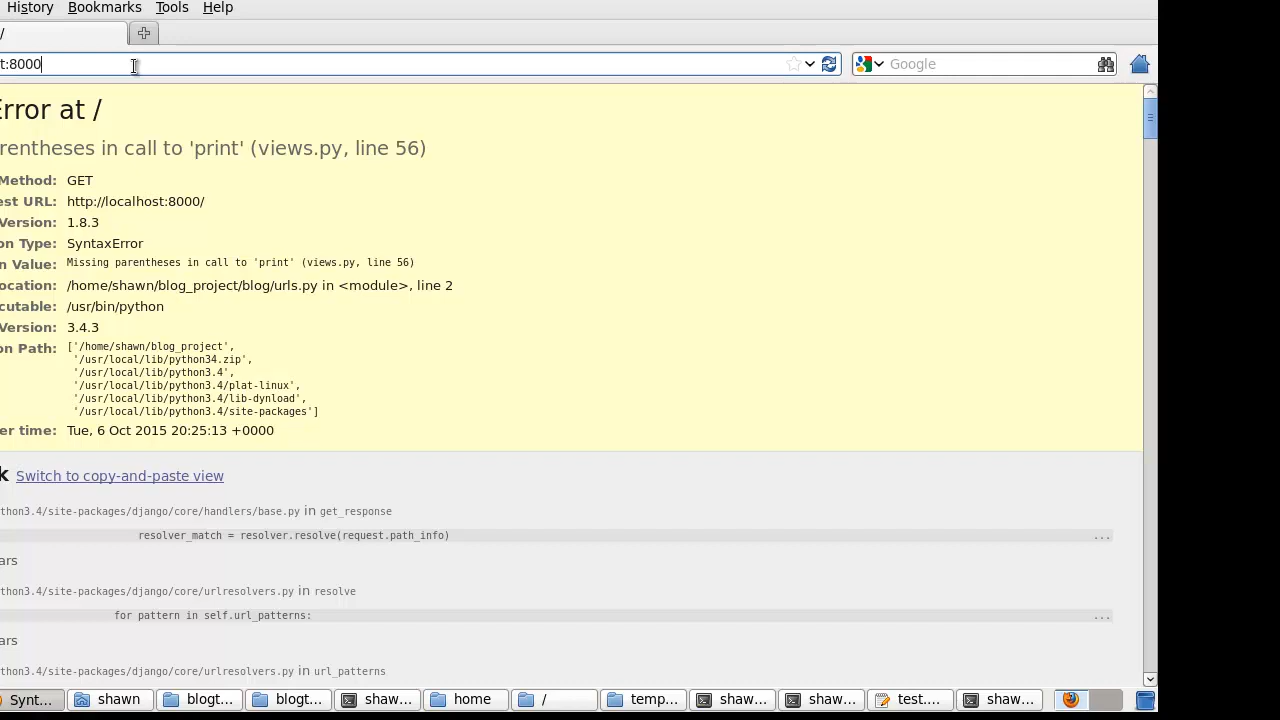 History Bookmarks Tools Help
/
t:8000
Google
Error at /
rentheses in call to 'print' (views.py, line 56)
Method: GET
est URL: http://localhost:8000/
Version: 1.8.3
on Type: SyntaxError
n Value: Missing parentheses in call to 'print' (views.py, line 56)
ocation: /home/shawn/blog_project/blog/urls.py in <module>, line 2
cutable: /usr/bin/python
Version: 3.4.3
on Path: ['/home/shawn/blog_project',
'/usr/local/lib/python34.zip',
'/usr/local/lib/python3.4',
'/usr/local/lib/python3.4/plat-linux',
'/usr/local/lib/python3.4/lib-dynload',
'/usr/local/lib/python3.4/site-packages']
er time: Tue, 6 Oct 2015 20:25:13 +0000
k Switch to copy-and-paste view
thon3.4/site-packages/django/core/handlers/base.py in get_response
resolver_match = resolver.resolve(request.path_info) ...
ars
thon3.4/site-packages/django/core/urlresolvers.py in resolve
for pattern in self.url_patterns: ...
ars
thon3.4/site-packages/django/core/urlresolvers.py in url_patterns
Synt... shawn blogt... blogt... shaw... home / temp... shaw... shaw... test.... shaw...